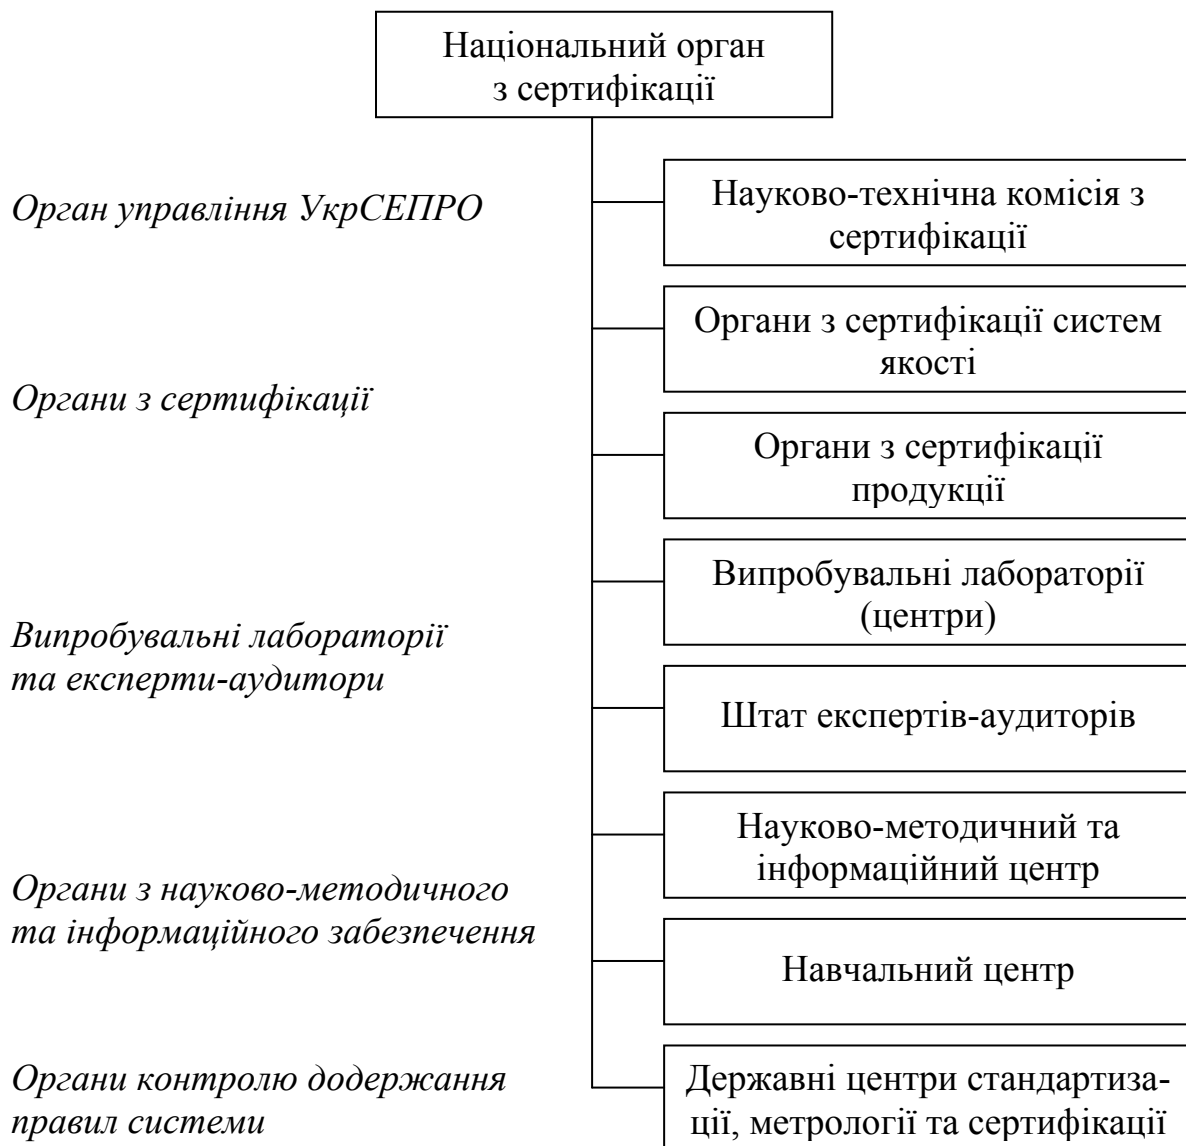 Національний орган
з сертифікації
Орган управління УкрСЕПРО
Науково-технічна комісія з
сертифікації
Органи з сертифікації систем
якості
Органи з сертифікації
Органи з сертифікації
продукції
Випробувальні лабораторії
(центри)
Випробувальні лабораторії
та експерти-аудитори
Штат експертів-аудиторів
Науково-методичний та
інформаційний центр
Органи з науково-методичного
та інформаційного забезпечення
Навчальний центр
Органи контролю додержання
правил системи
Державні центри стандартиза-
ції, метрології та сертифікації